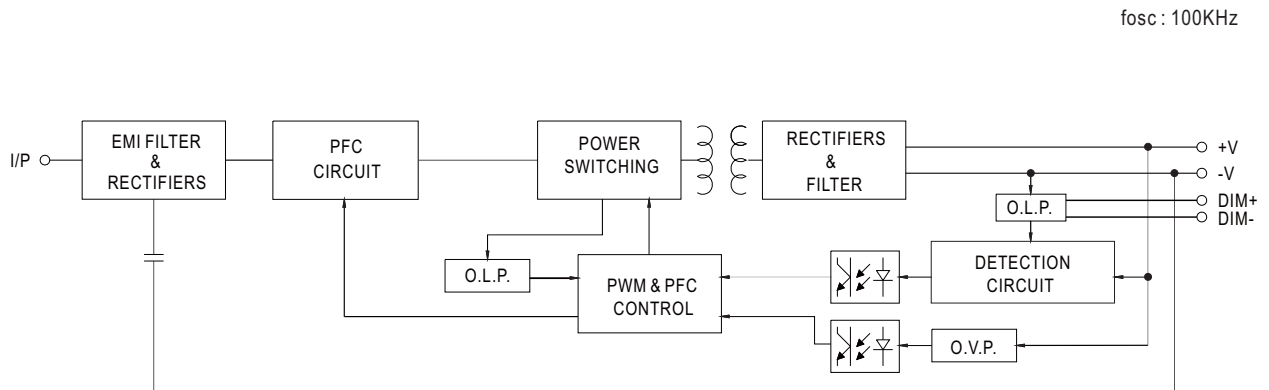 fosc : 100KHz
I/P
EMI FILTER
&
RECTIFIERS
PFC
CIRCUIT
POWER
SWITCHING
RECTIFIERS
&
FILTER
+V
-V
DIM+
DIM-
O.L.P.
O.L.P.
PWM & PFC
CONTROL
DETECTION
CIRCUIT
O.V.P.